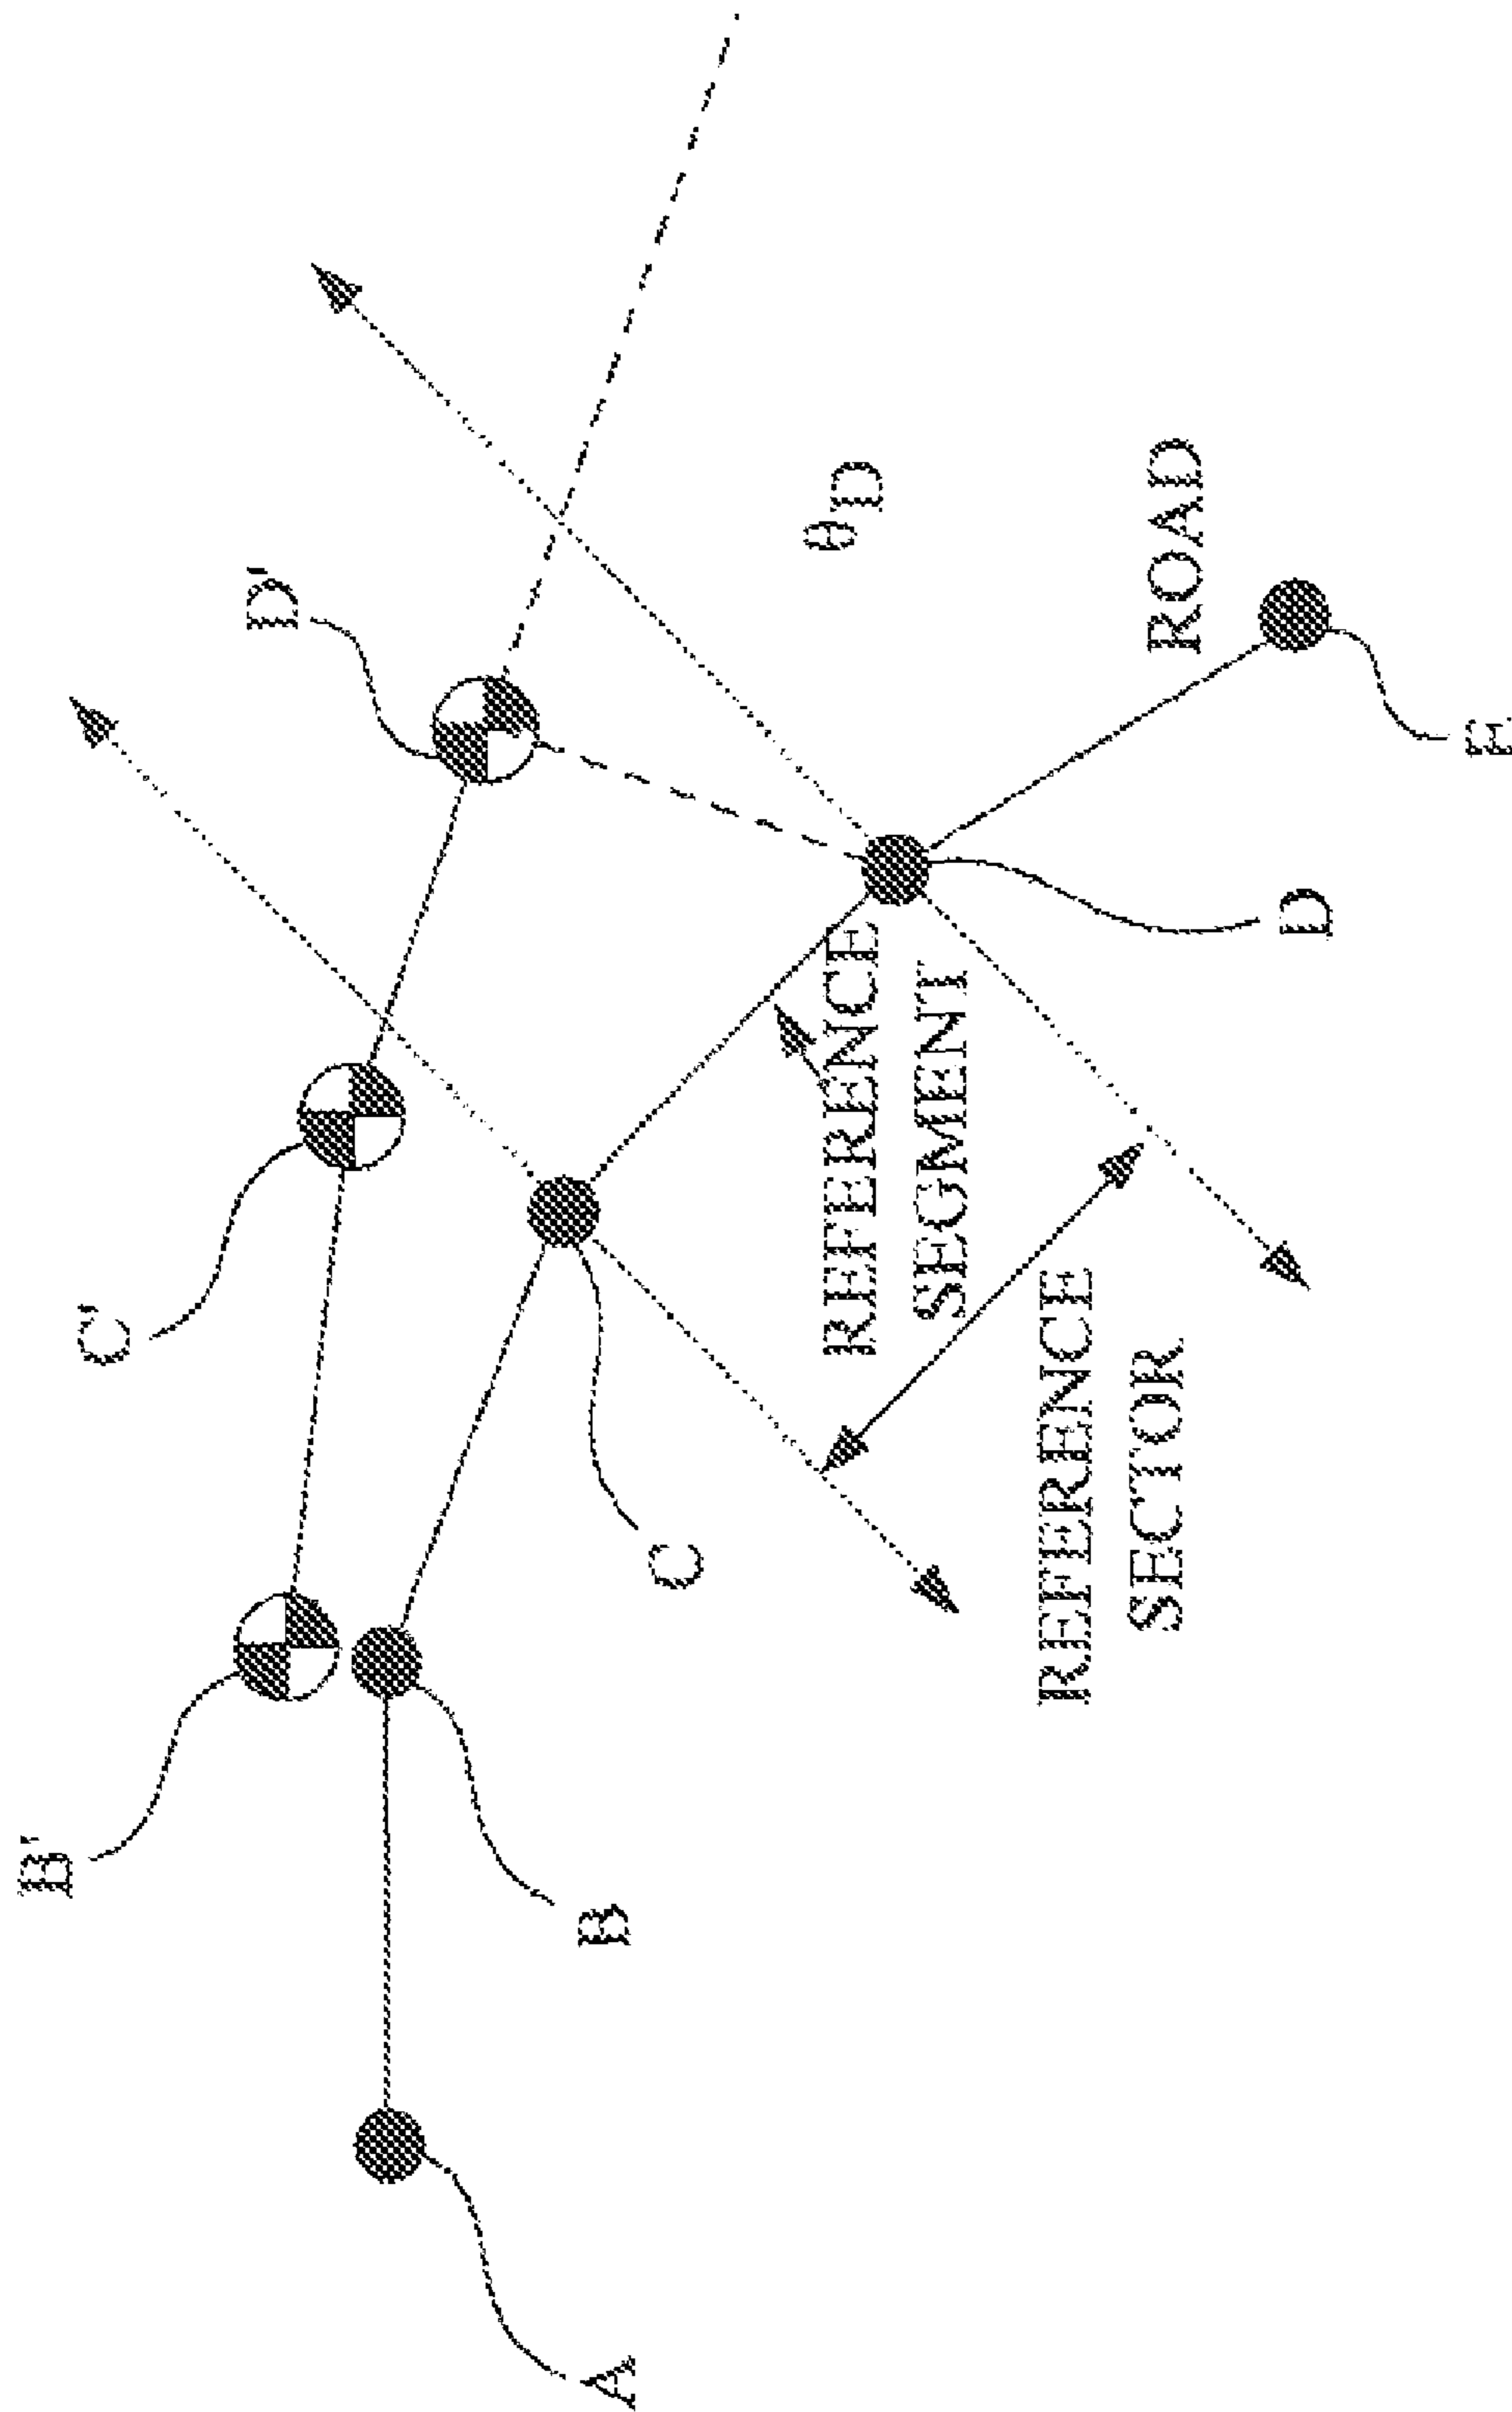 A
B'
B
C'
C
D'
REFERENCE
SEGMENT
REFERENCE
SECTOR
θD
D
ROAD
E